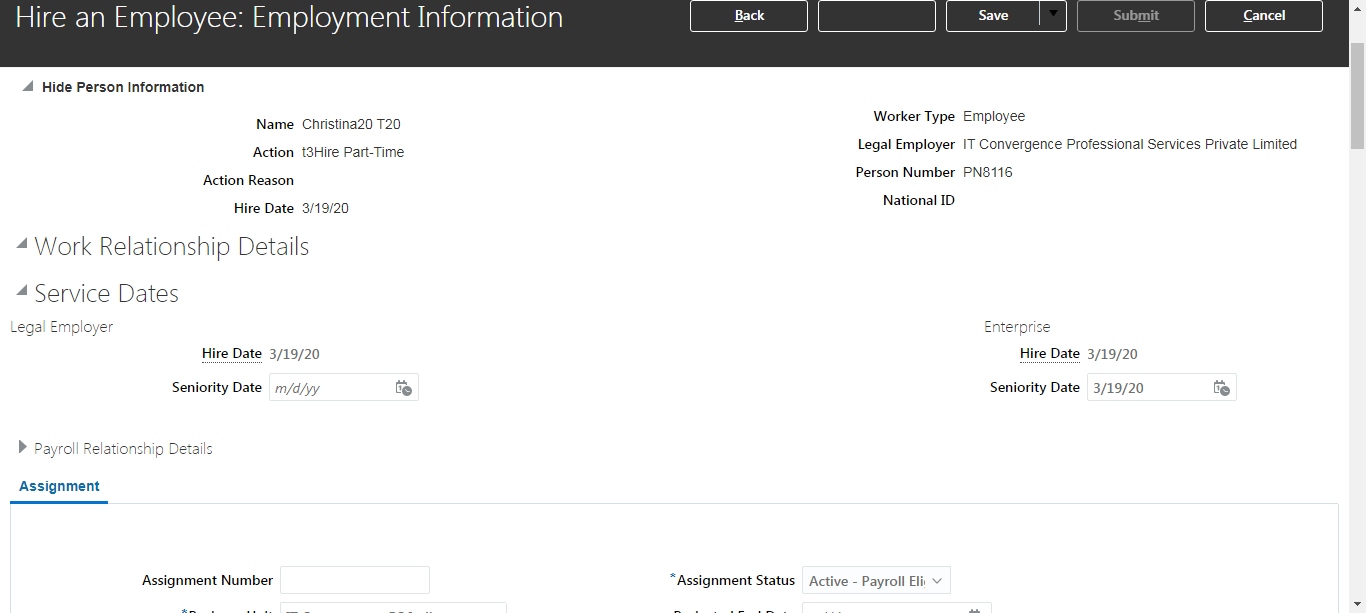 Hire an Employee: Employment Information
Back Save Submit Cancel
Hide Person Information
Name Christina20 T20
Action t3Hire Part-Time
Action Reason
Hire Date 3/19/20
Worker Type Employee
Legal Employer IT Convergence Professional Services Private Limited
Person Number PN8116
National ID
Work Relationship Details
Service Dates
Legal Employer
Hire Date 3/19/20
Seniority Date m/d/yy
Enterprise
Hire Date 3/19/20
Seniority Date 3/19/20
Payroll Relationship Details
Assignment
Assignment Number
*Assignment Status Active - Payroll Eli